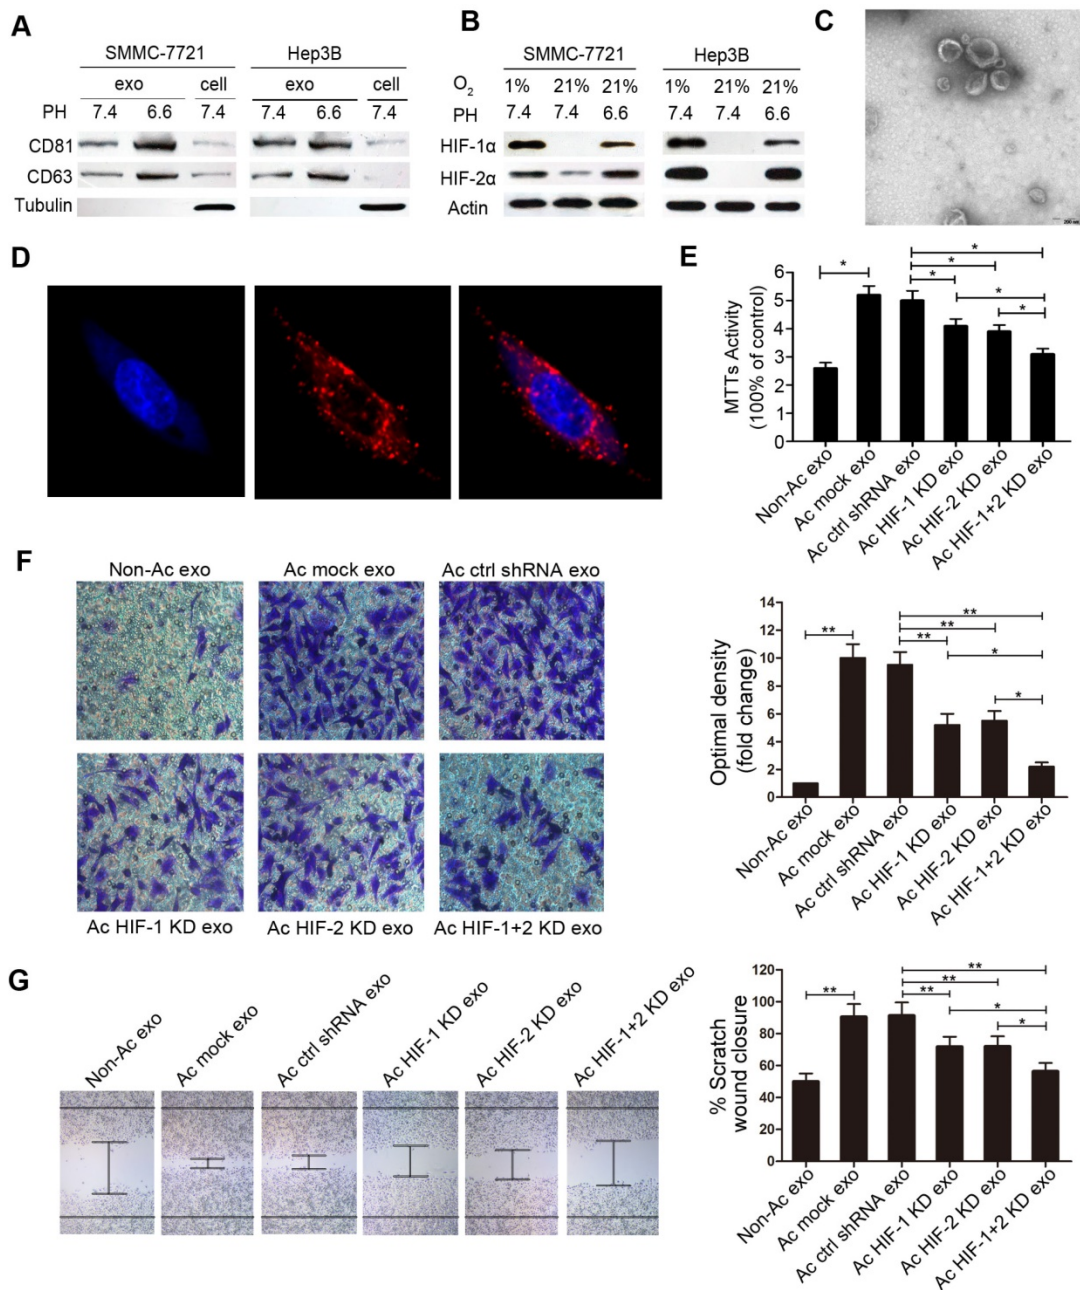 A
SMMC-7721 Hep3B
exo cell exo cell
PH 7.4 6.6 7.4 7.4 6.6 7.4
CD81
CD63
Tubulin
B
SMMC-7721 Hep3B
O2 1% 21% 21% 1% 21% 21%
PH 7.4 7.4 6.6 7.4 7.4 6.6
HIF-1α
HIF-2α
Actin
C
D
E
MTTs Activity
(100% of control)
6
5
4
3
2
1
0
* * * * * *
Non-Ac exo
Ac mock exo
Ac ctrl shRNA exo
Ac HIF-1 KD exo
Ac HIF-2 KD exo
Ac HIF-1+2 KD exo
F
Non-Ac exo Ac mock exo Ac ctrl shRNA exo
Ac HIF-1 KD exo Ac HIF-2 KD exo Ac HIF-1+2 KD exo
Optimal density
(fold change)
14
12
10
8
6
4
2
0
** ** ** ** * *
Non-Ac exo
Ac mock exo
Ac ctrl shRNA exo
Ac HIF-1 KD exo
Ac HIF-2 KD exo
Ac HIF-1+2 KD exo
G
Non-Ac exo
Ac mock exo
Ac ctrl shRNA exo
Ac HIF-1 KD exo
Ac HIF-2 KD exo
Ac HIF-1+2 KD exo
% Scratch
wound closure
120
100
80
60
40
20
0
** ** ** ** * *
Non-Ac exo
Ac mock exo
Ac ctrl shRNA exo
Ac HIF-1 KD exo
Ac HIF-2 KD exo
Ac HIF-1+2 KD exo